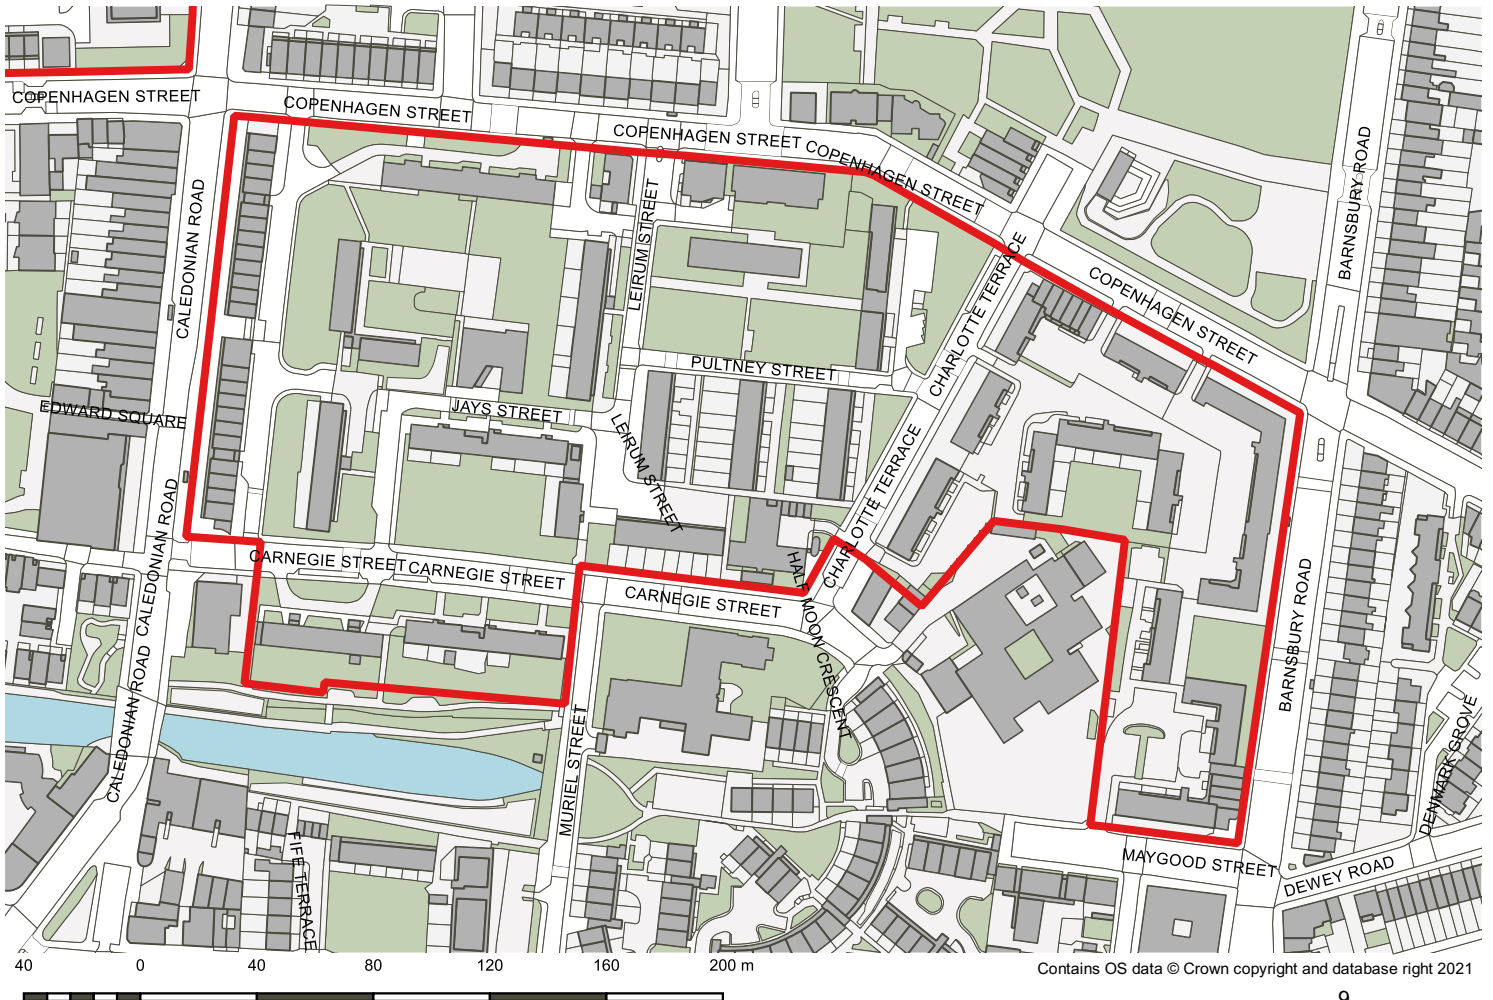 COPENHAGEN STREET
COPENHAGEN STREET
COPENHAGEN STREET
COPENHAGEN STREET
BARNSBURY ROAD
CALEDONIAN ROAD
LEIRUM STREET
CHARLOTTE TERRACE
COPENHAGEN STREET
PULTNEY STREET
EDWARD SQUARE
JAYS STREET
LEIRUM STREET
CHARLOTTE TERRACE
CALEDONIAN ROAD
CARNEGIE STREET
CARNEGIE STREET
CARNEGIE STREET
HALF MOON CRESCENT
BARNSBURY ROAD
CALEDONIAN ROAD
MURIEL STREET
DENMARK GROVE
FIFE TERRACE
MAYGOOD STREET
DEWEY ROAD
40 0 40 80 120 160 200 m
Contains OS data © Crown copyright and database right 2021